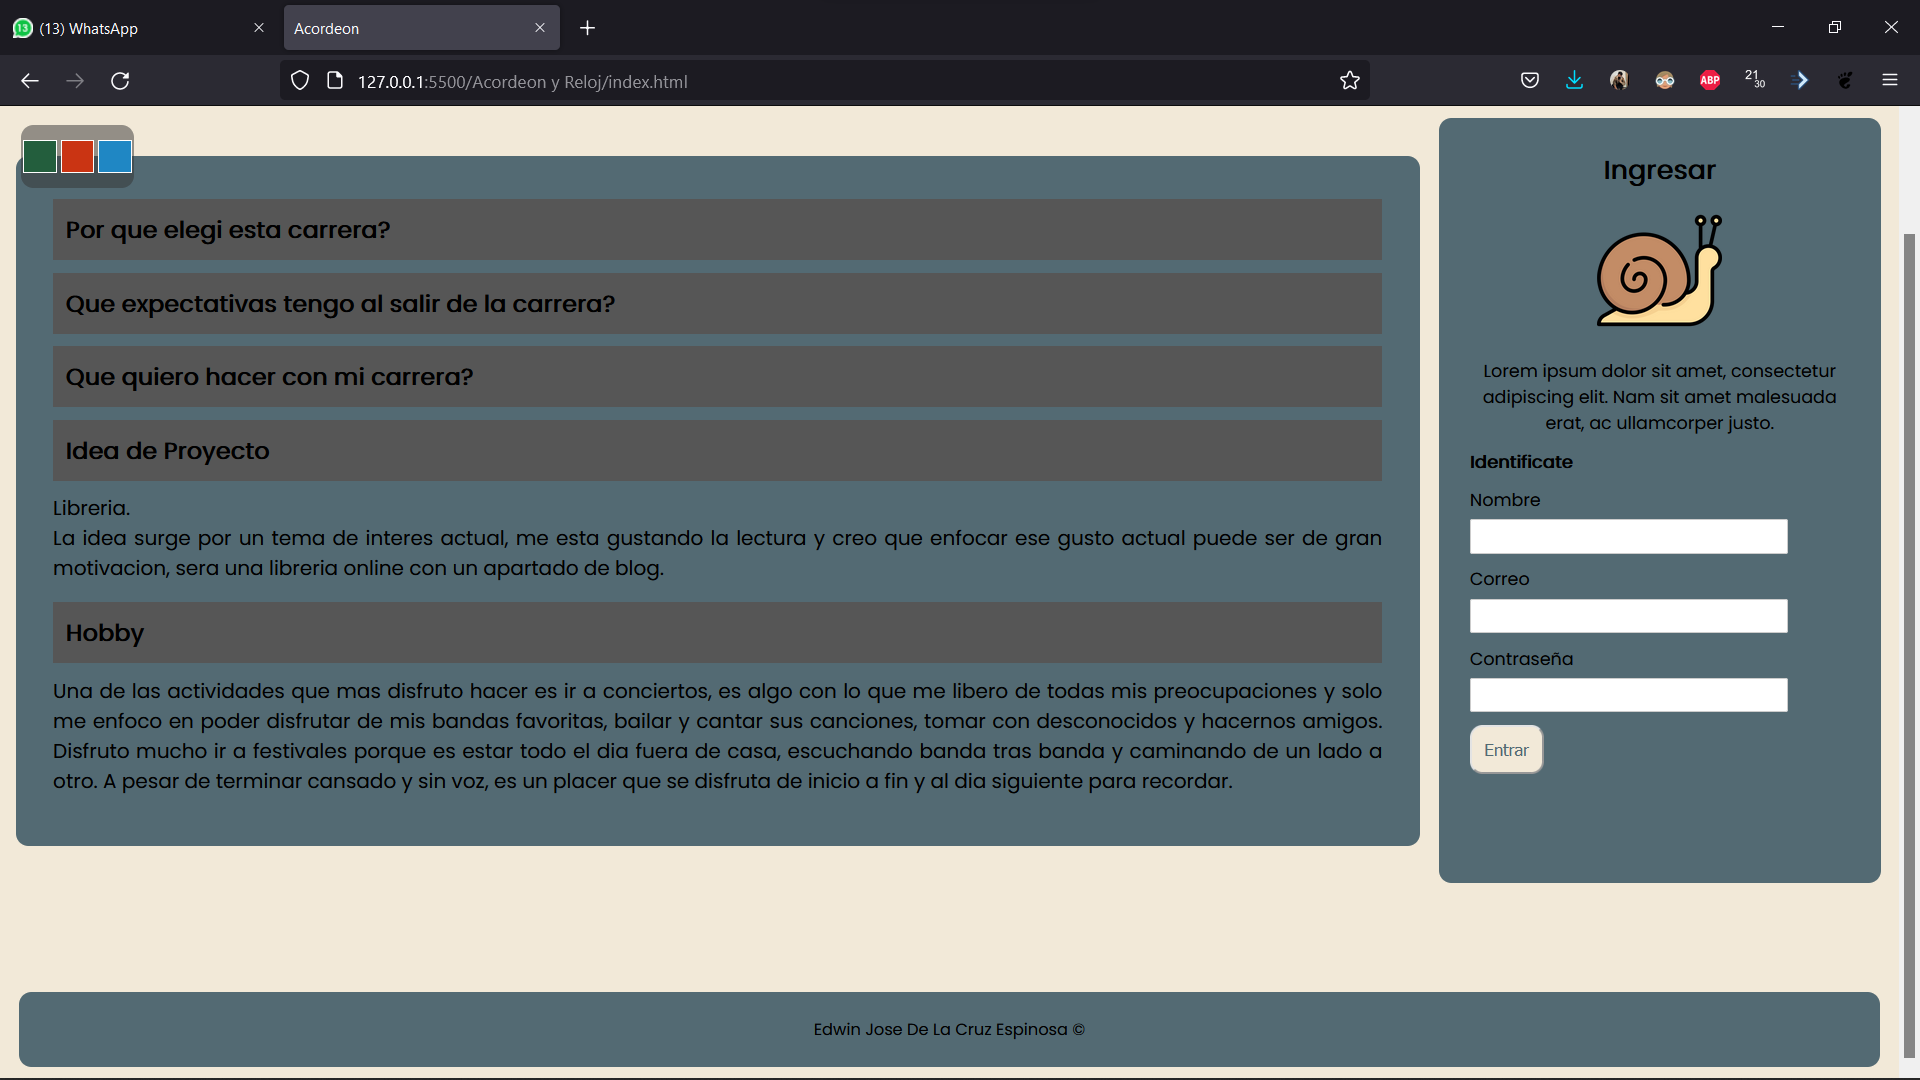 (13) WhatsApp
Acordeon
127.0.0.1:5500/Acordeon y Reloj/index.html
ABP
21
30
Por que elegi esta carrera?
Que expectativas tengo al salir de la carrera?
Que quiero hacer con mi carrera?
Idea de Proyecto
Libreria.
La idea surge por un tema de interes actual, me esta gustando la lectura y creo que enfocar ese gusto actual puede ser de gran
motivacion, sera una libreria online con un apartado de blog.
Hobby
Una de las actividades que mas disfruto hacer es ir a conciertos, es algo con lo que me libero de todas mis preocupaciones y solo
me enfoco en poder disfrutar de mis bandas favoritas, bailar y cantar sus canciones, tomar con desconocidos y hacernos amigos.
Disfruto mucho ir a festivales porque es estar todo el dia fuera de casa, escuchando banda tras banda y caminando de un lado a
otro. A pesar de terminar cansado y sin voz, es un placer que se disfruta de inicio a fin y al dia siguiente para recordar.
Ingresar
Lorem ipsum dolor sit amet, consectetur
adipiscing elit. Nam sit amet malesuada
erat, ac ullamcorper justo.
Identificate
Nombre
Correo
Contraseña
Entrar
Edwin Jose De La Cruz Espinosa ©